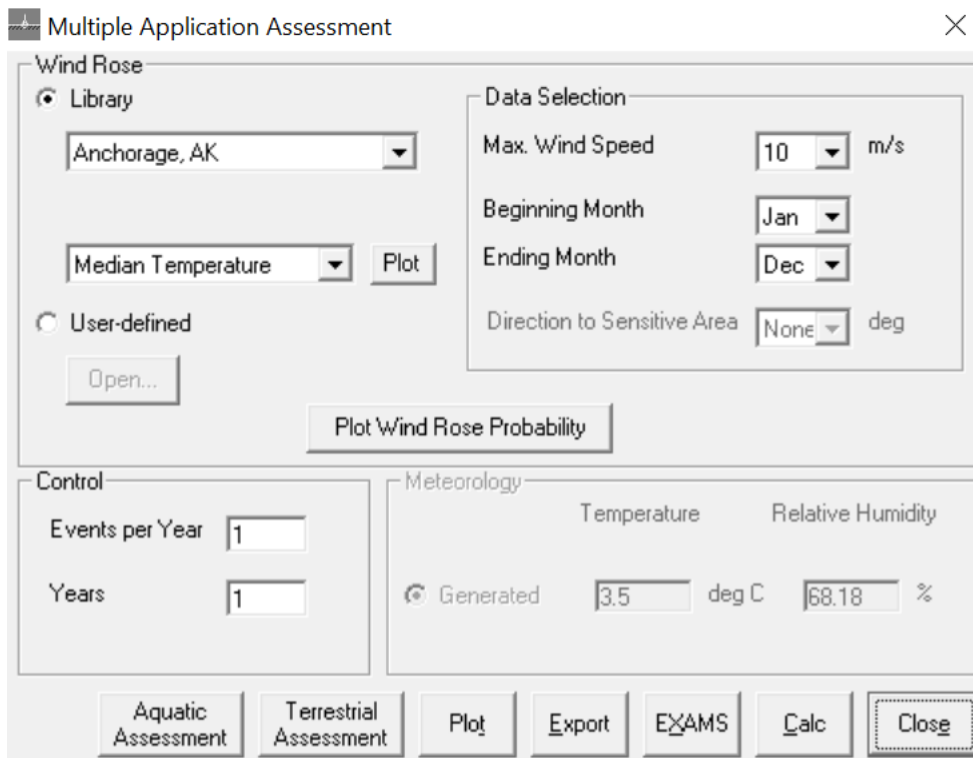 Multiple Application Assessment
Wind Rose
Library
Anchorage, AK
Median Temperature
Plot
User-defined
Open...
Data Selection
Max. Wind Speed 10 m/s
Beginning Month Jan
Ending Month Dec
Direction to Sensitive Area None deg
Plot Wind Rose Probability
Control
Events per Year 1
Years 1
Meteorology
Temperature Relative Humidity
Generated 3.5 deg C 68.18 %
Aquatic
Assessment
Terrestrial
Assessment
Plot
Export
EXAMS
Calc
Close